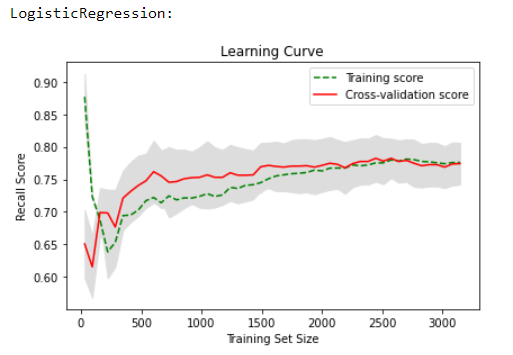 LogisticRegression:
Learning Curve
Training score
Cross-validation score
0.90
0.85
0.80
0.75
0.70
0.65
0.60
Recall Score
0
500
1000
1500
2000
2500
3000
Training Set Size